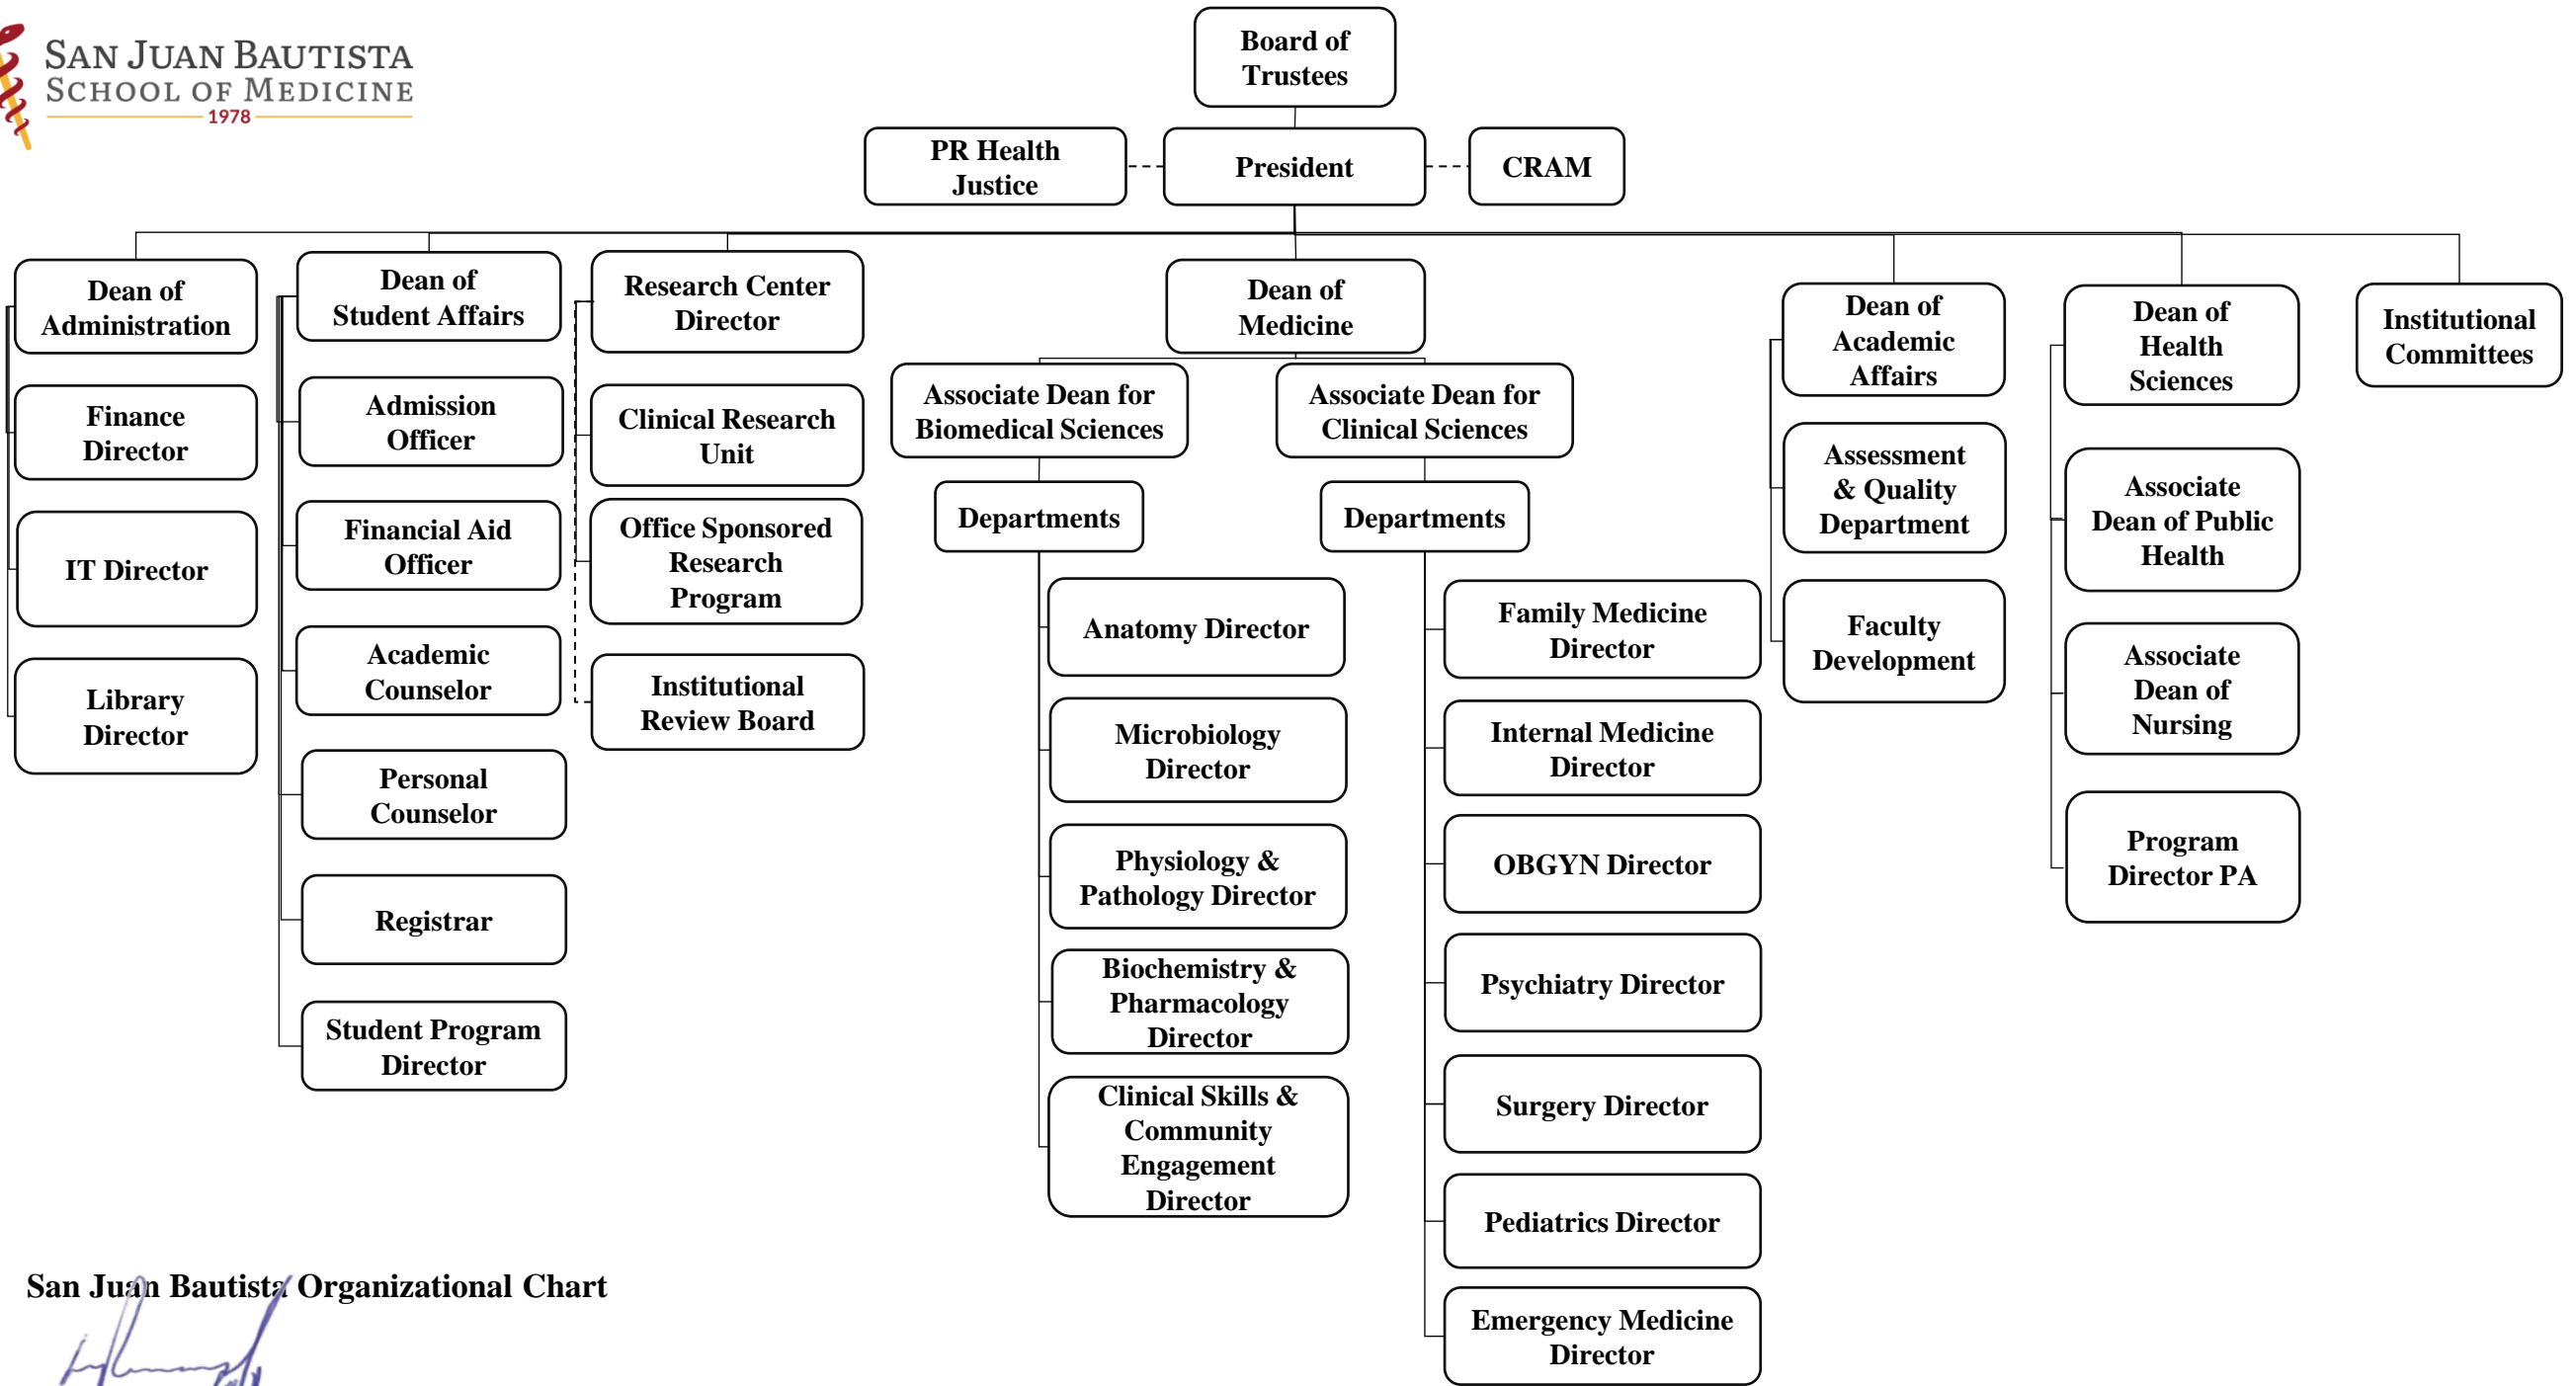 SAN JUAN BAUTISTA
SCHOOL OF MEDICINE
1978
Board of
Trustees
PR Health
Justice
President
CRAM
Dean of
Administration
Finance
Director
IT Director
Library
Director
Dean of
Student Affairs
Admission
Officer
Financial Aid
Officer
Academic
Counselor
Personal
Counselor
Registrar
Student Program
Director
Research Center
Director
Clinical Research
Unit
Office Sponsored
Research
Program
Institutional
Review Board
Dean of
Medicine
Associate Dean for
Biomedical Sciences
Departments
Anatomy Director
Microbiology
Director
Physiology &
Pathology Director
Biochemistry &
Pharmacology
Director
Clinical Skills &
Community
Engagement
Director
Associate Dean for
Clinical Sciences
Departments
Family Medicine
Director
Internal Medicine
Director
OBGYN Director
Psychiatry Director
Surgery Director
Pediatrics Director
Emergency Medicine
Director
Dean of
Academic
Affairs
Assessment
& Quality
Department
Faculty
Development
Dean of
Health
Sciences
Associate
Dean of Public
Health
Associate
Dean of
Nursing
Program
Director PA
Institutional
Committees
San Juan Bautista Organizational Chart